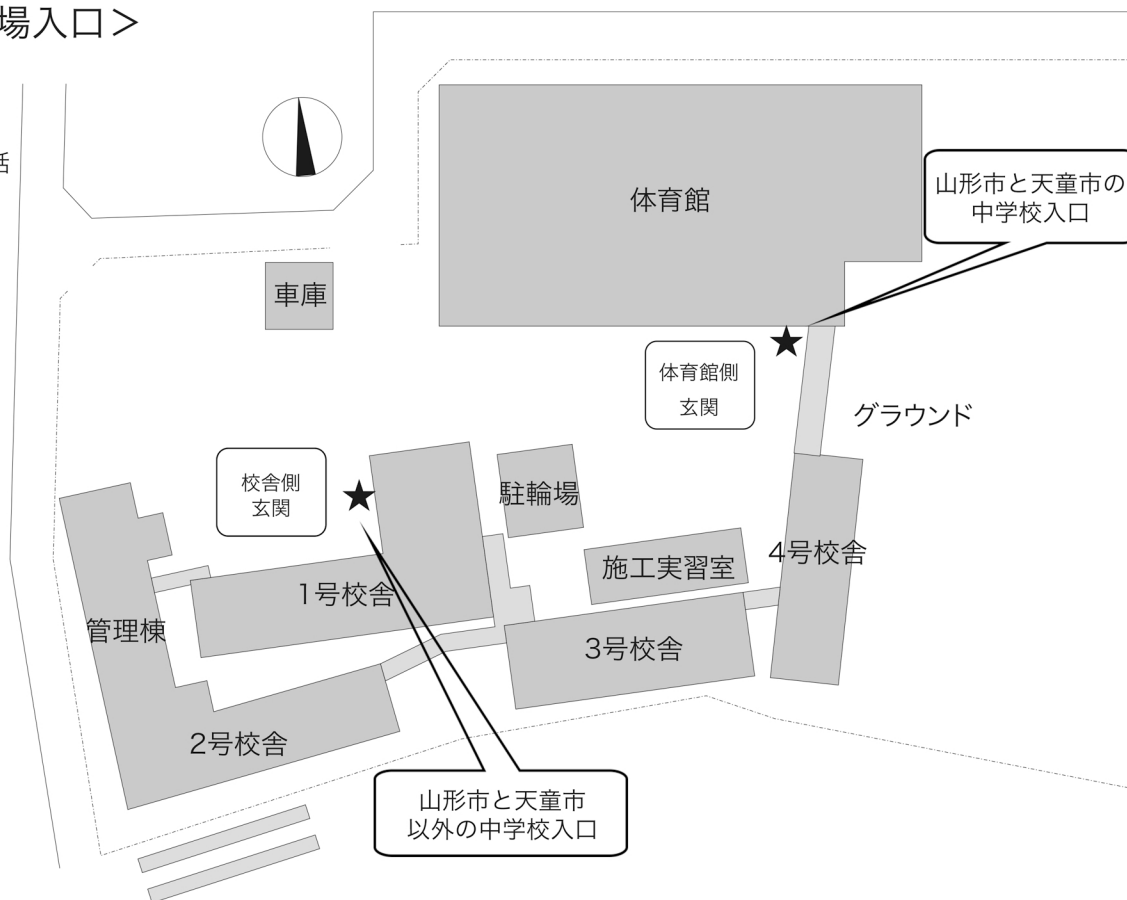 場入口＞
括
体育館
山形市と天童市の
中学校入口
車庫
体育館側
玄関
グラウンド
校舎側
玄関
駐輪場
4号校舎
施工実習室
1号校舎
管理棟
3号校舎
2号校舎
山形市と天童市
以外の中学校入口